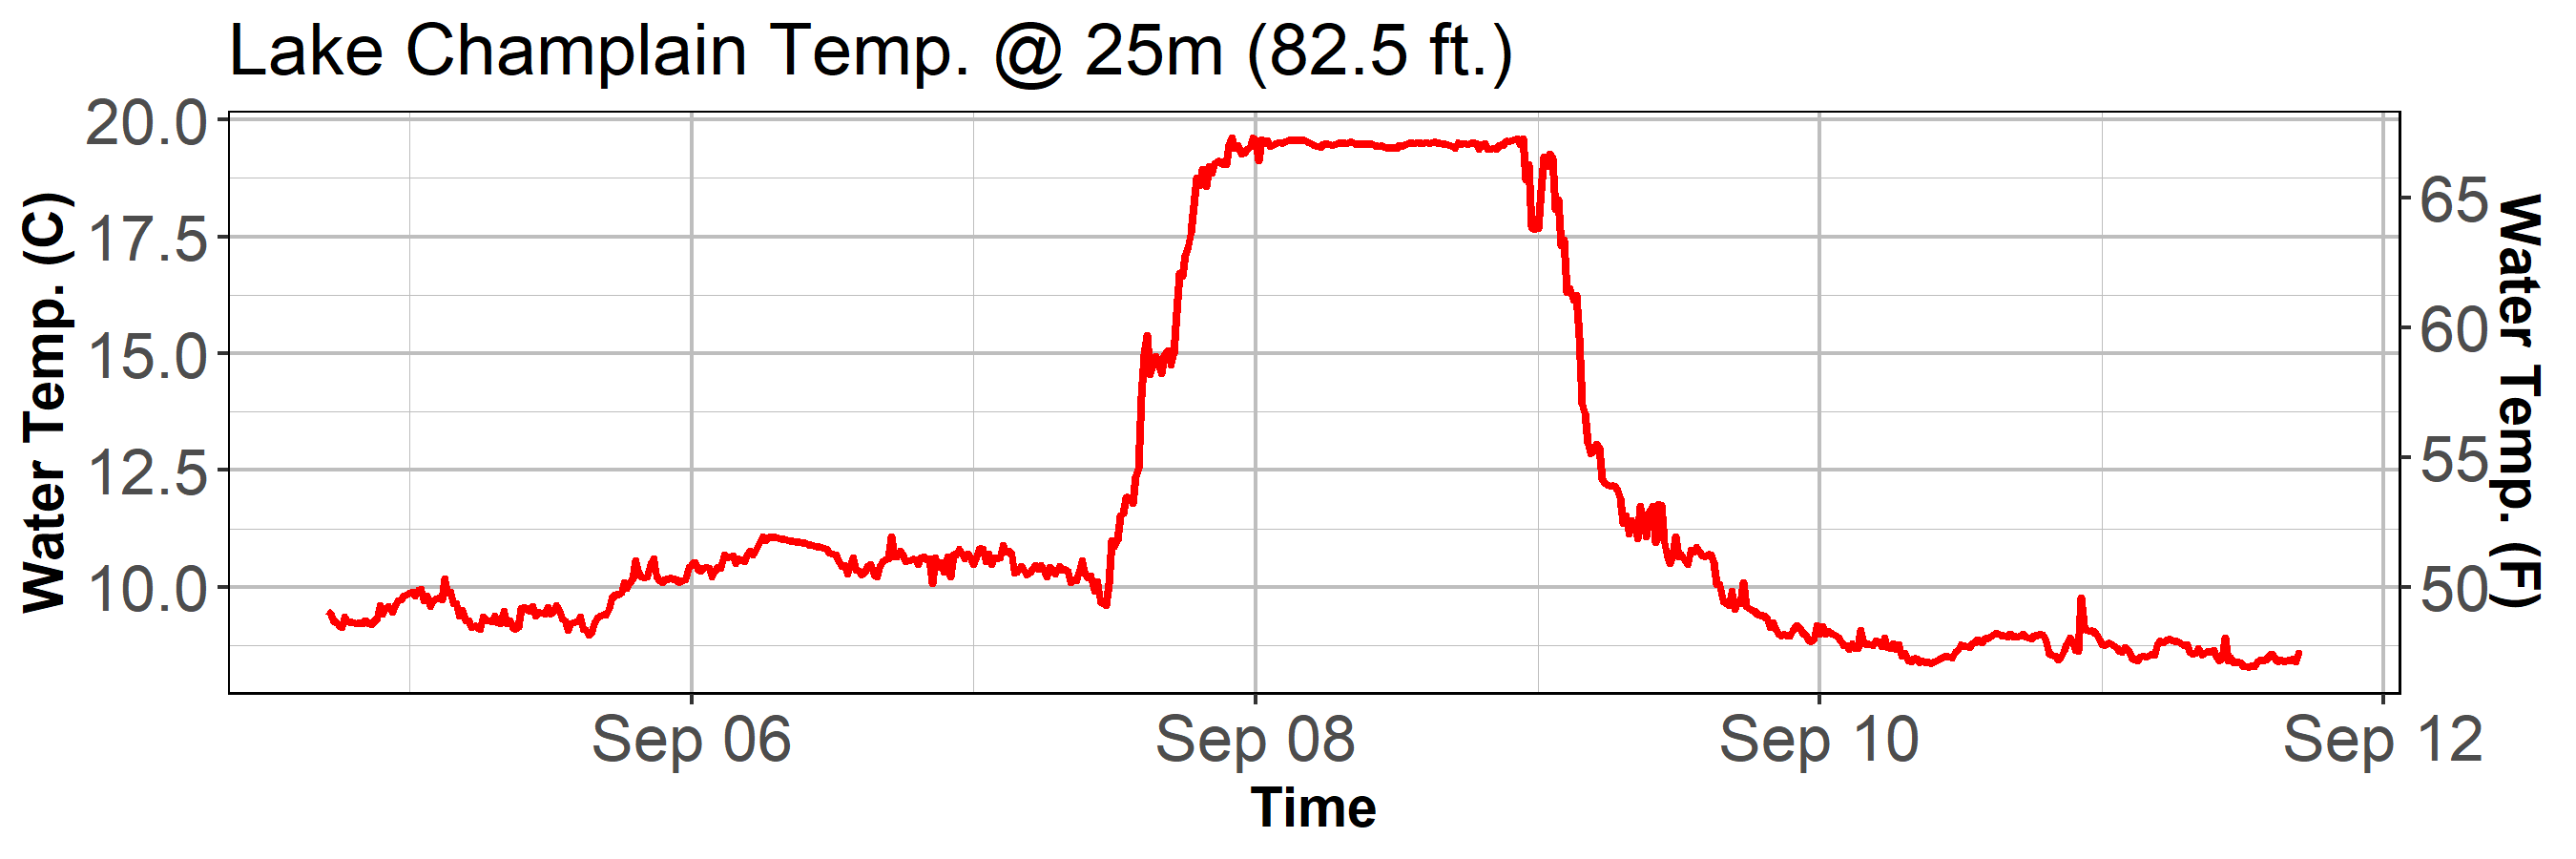 Lake Champlain Temp. @ 25m (82.5 ft.)
Water Temp. (C)
20.0
17.5
15.0
12.5
10.0
65
60
55
50
Water Temp. (F)
Sep 06 Sep 08 Sep 10 Sep 12
Time